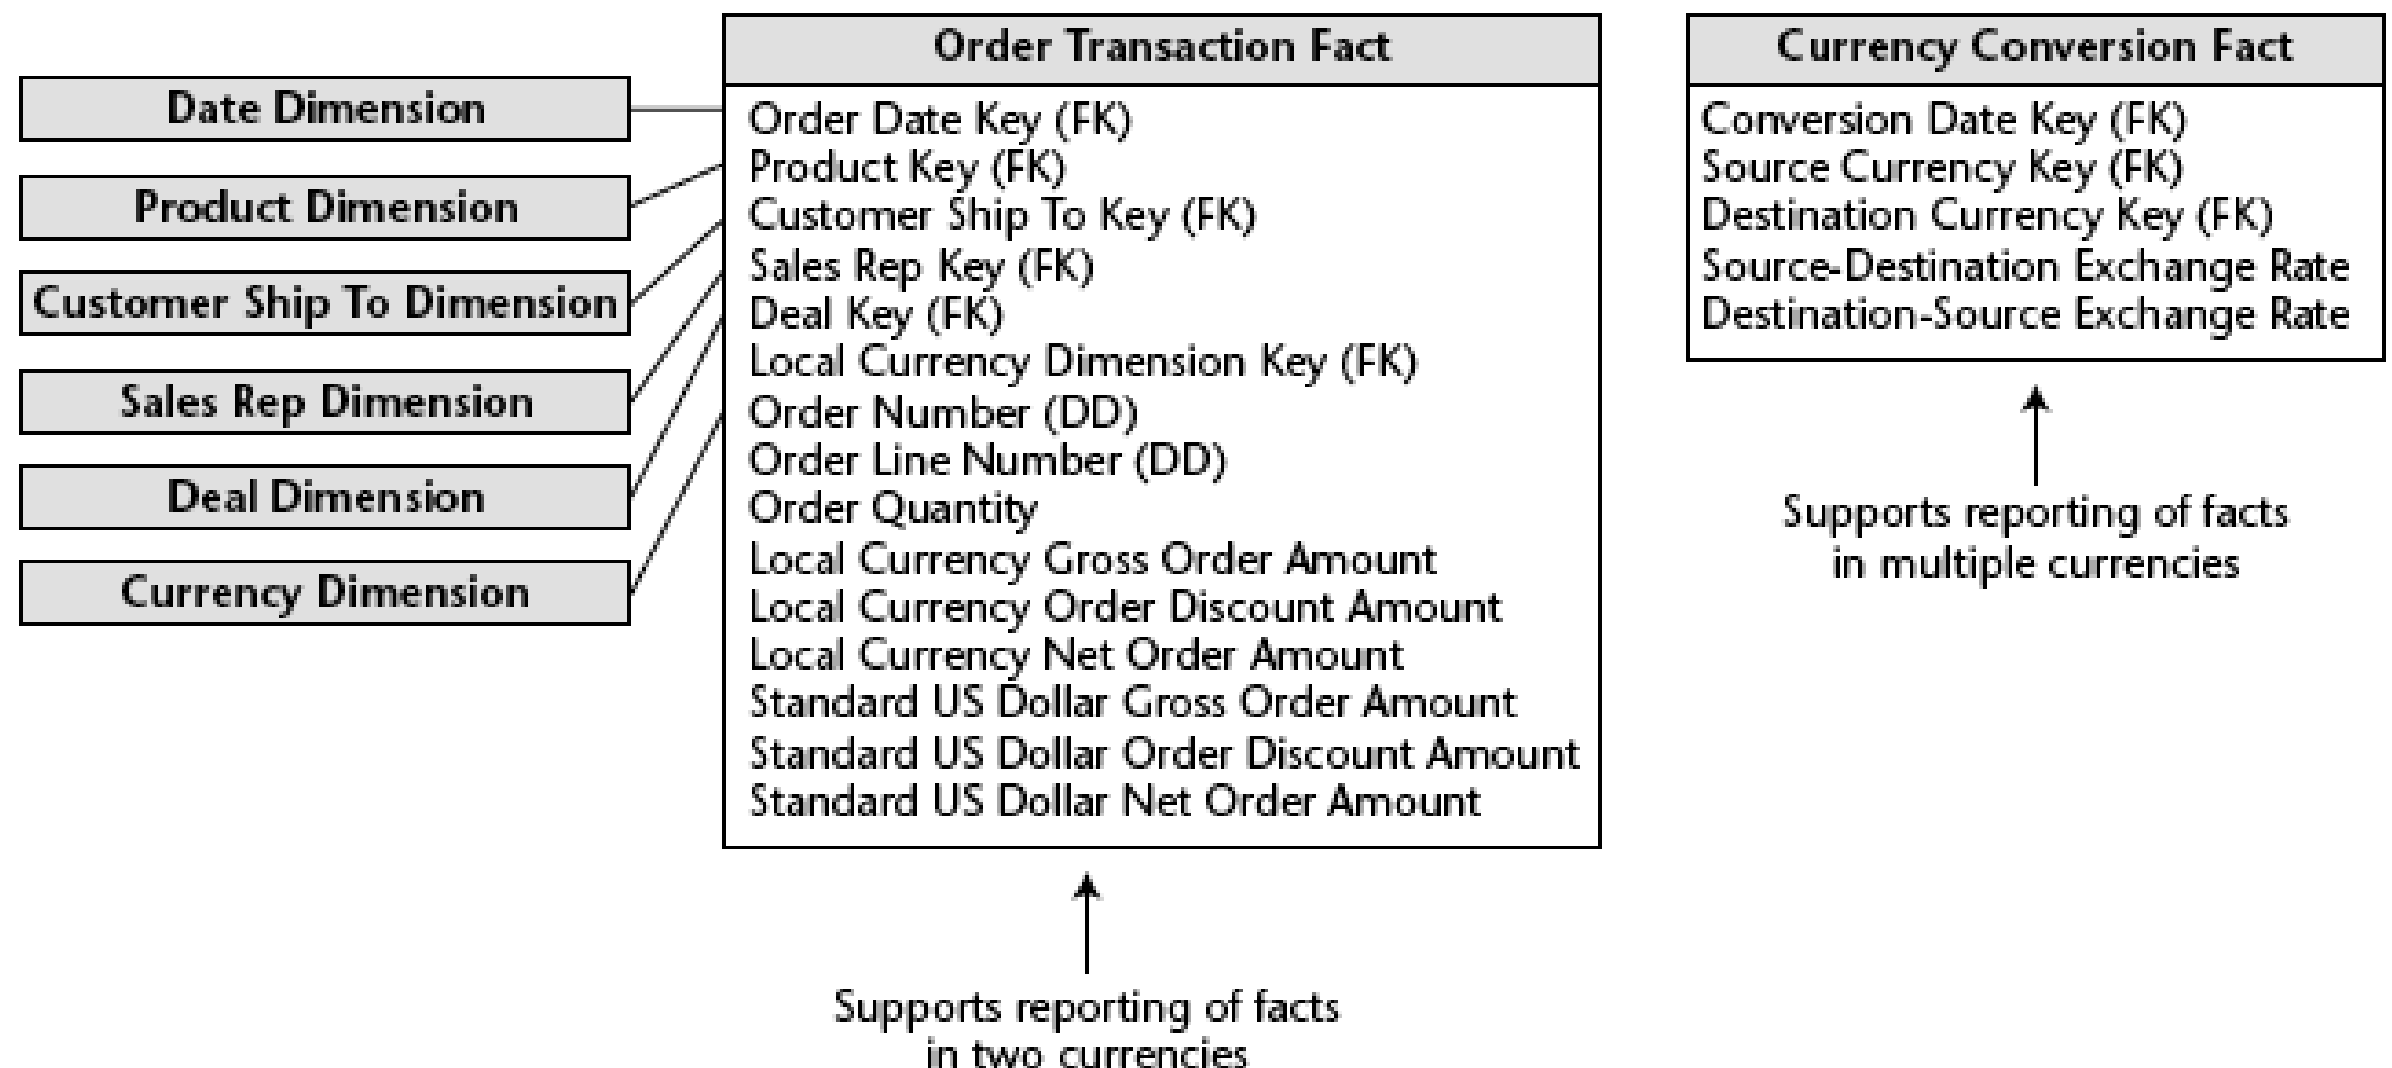 Date Dimension
Product Dimension
Customer Ship To Dimension
Sales Rep Dimension
Deal Dimension
Currency Dimension
Order Transaction Fact
Order Date Key (FK)
Product Key (FK)
Customer Ship To Key (FK)
Sales Rep Key (FK)
Deal Key (FK)
Local Currency Dimension Key (FK)
Order Number (DD)
Order Line Number (DD)
Order Quantity
Local Currency Gross Order Amount
Local Currency Order Discount Amount
Local Currency Net Order Amount
Standard US Dollar Gross Order Amount
Standard US Dollar Order Discount Amount
Standard US Dollar Net Order Amount
Supports reporting of facts
in two currencies
Currency Conversion Fact
Conversion Date Key (FK)
Source Currency Key (FK)
Destination Currency Key (FK)
Source-Destination Exchange Rate
Destination-Source Exchange Rate
Supports reporting of facts
in multiple currencies